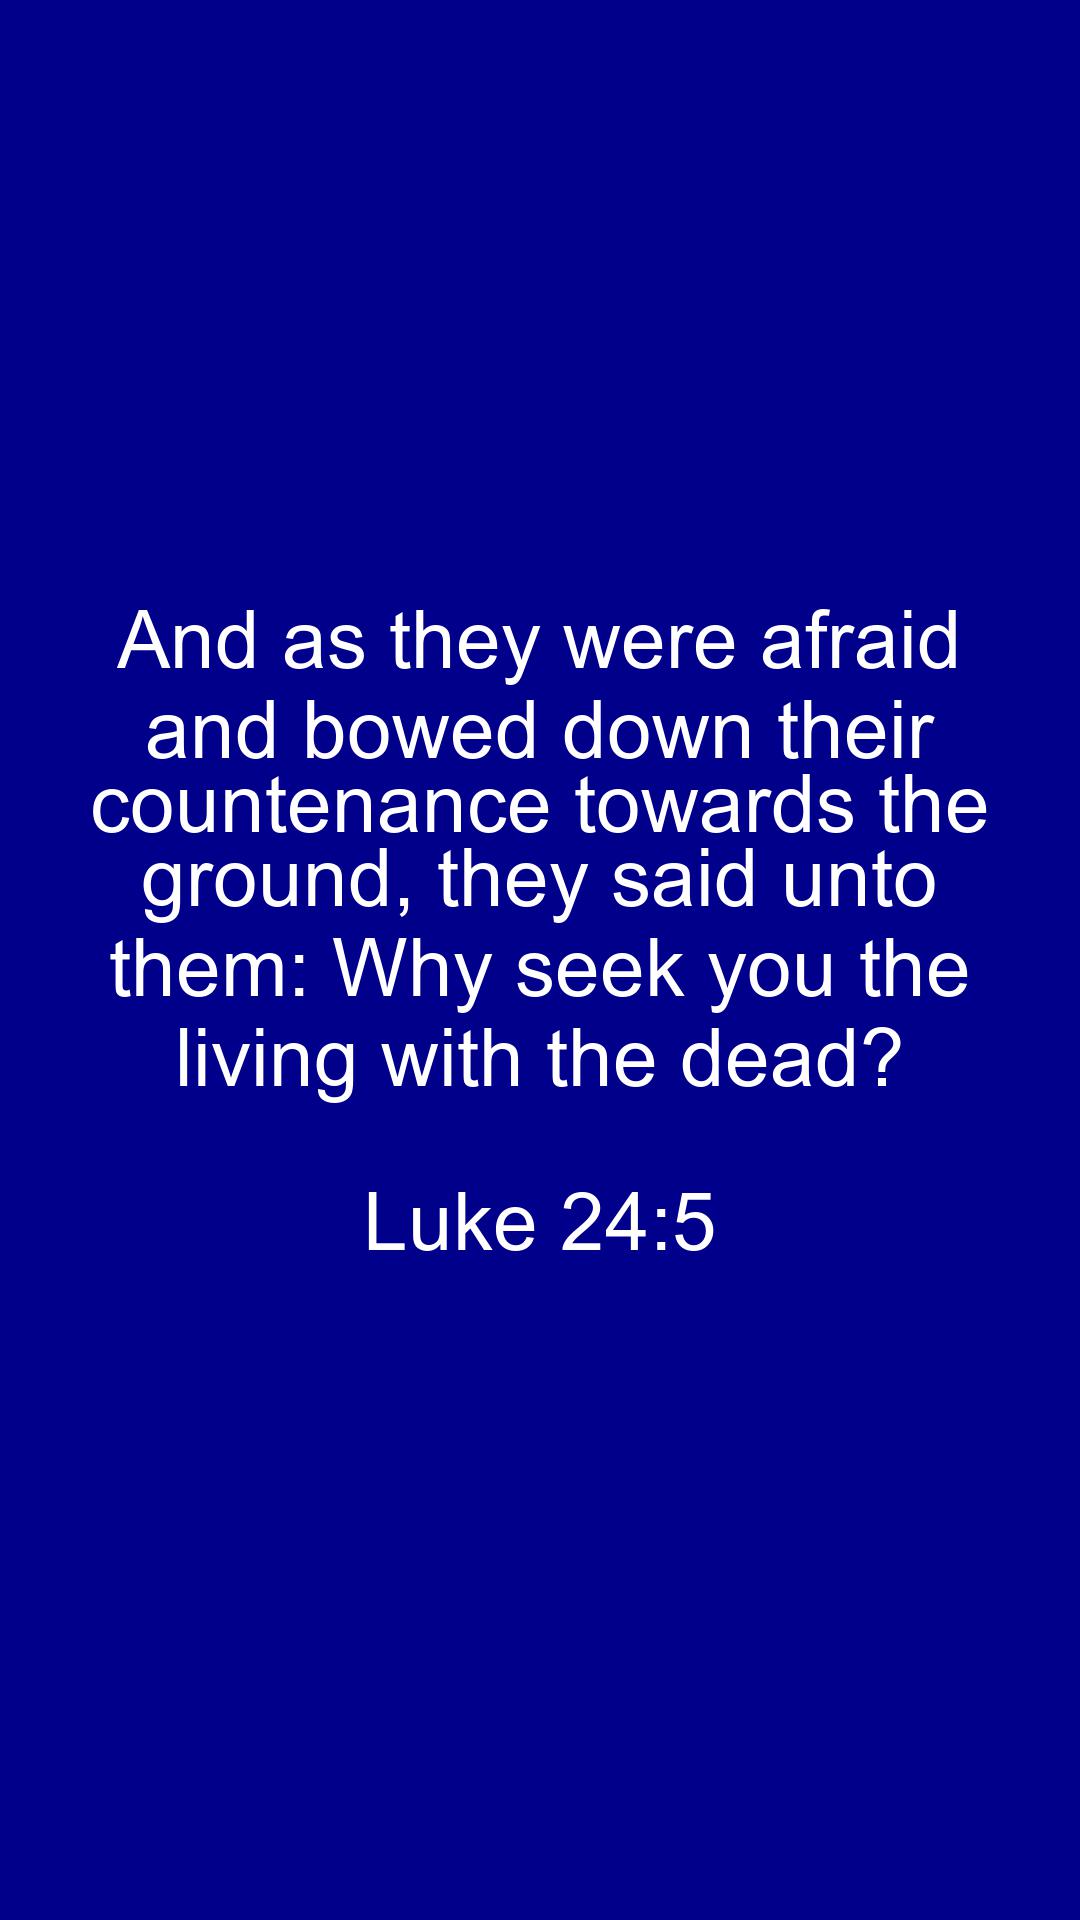 And as they were afraid
and bowed down their
countenance towards the
ground, they said unto
them: Why seek you the
living with the dead?
Luke 24:5